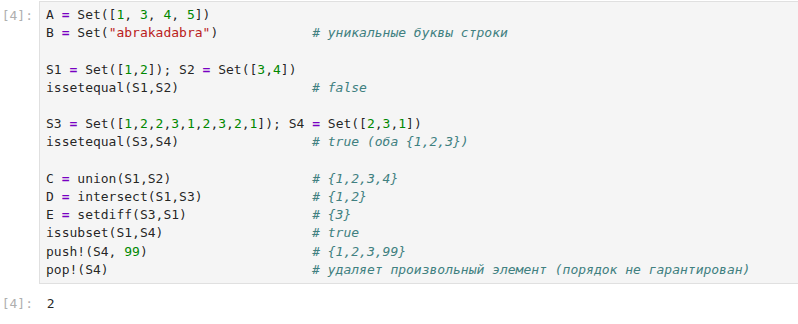 [4]: A = Set([1, 3, 4, 5])
B = Set("abrakadabra") # уникальные буквы строки
S1 = Set([1,2]); S2 = Set([3,4])
issetequal(S1,S2) # false
S3 = Set([1,2,2,3,1,2,3,2,1]); S4 = Set([2,3,1])
issetequal(S3,S4) # true (оба {1,2,3})
C = union(S1,S2) # {1,2,3,4}
D = intersect(S1,S3) # {1,2}
E = setdiff(S3,S1) # {3}
issubset(S1,S4) # true
push!(S4, 99) # {1,2,3,99}
pop!(S4) # удаляет произвольный элемент (порядок не гарантирован)
[4]: 2